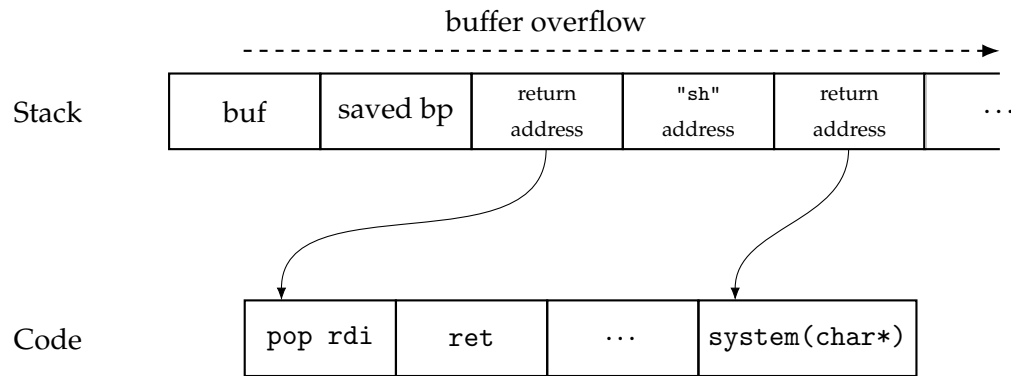 buffer overflow
Stack
buf
saved bp
return
address
"sh"
address
return
address
...
Code
pop rdi
ret
...
system(char*)